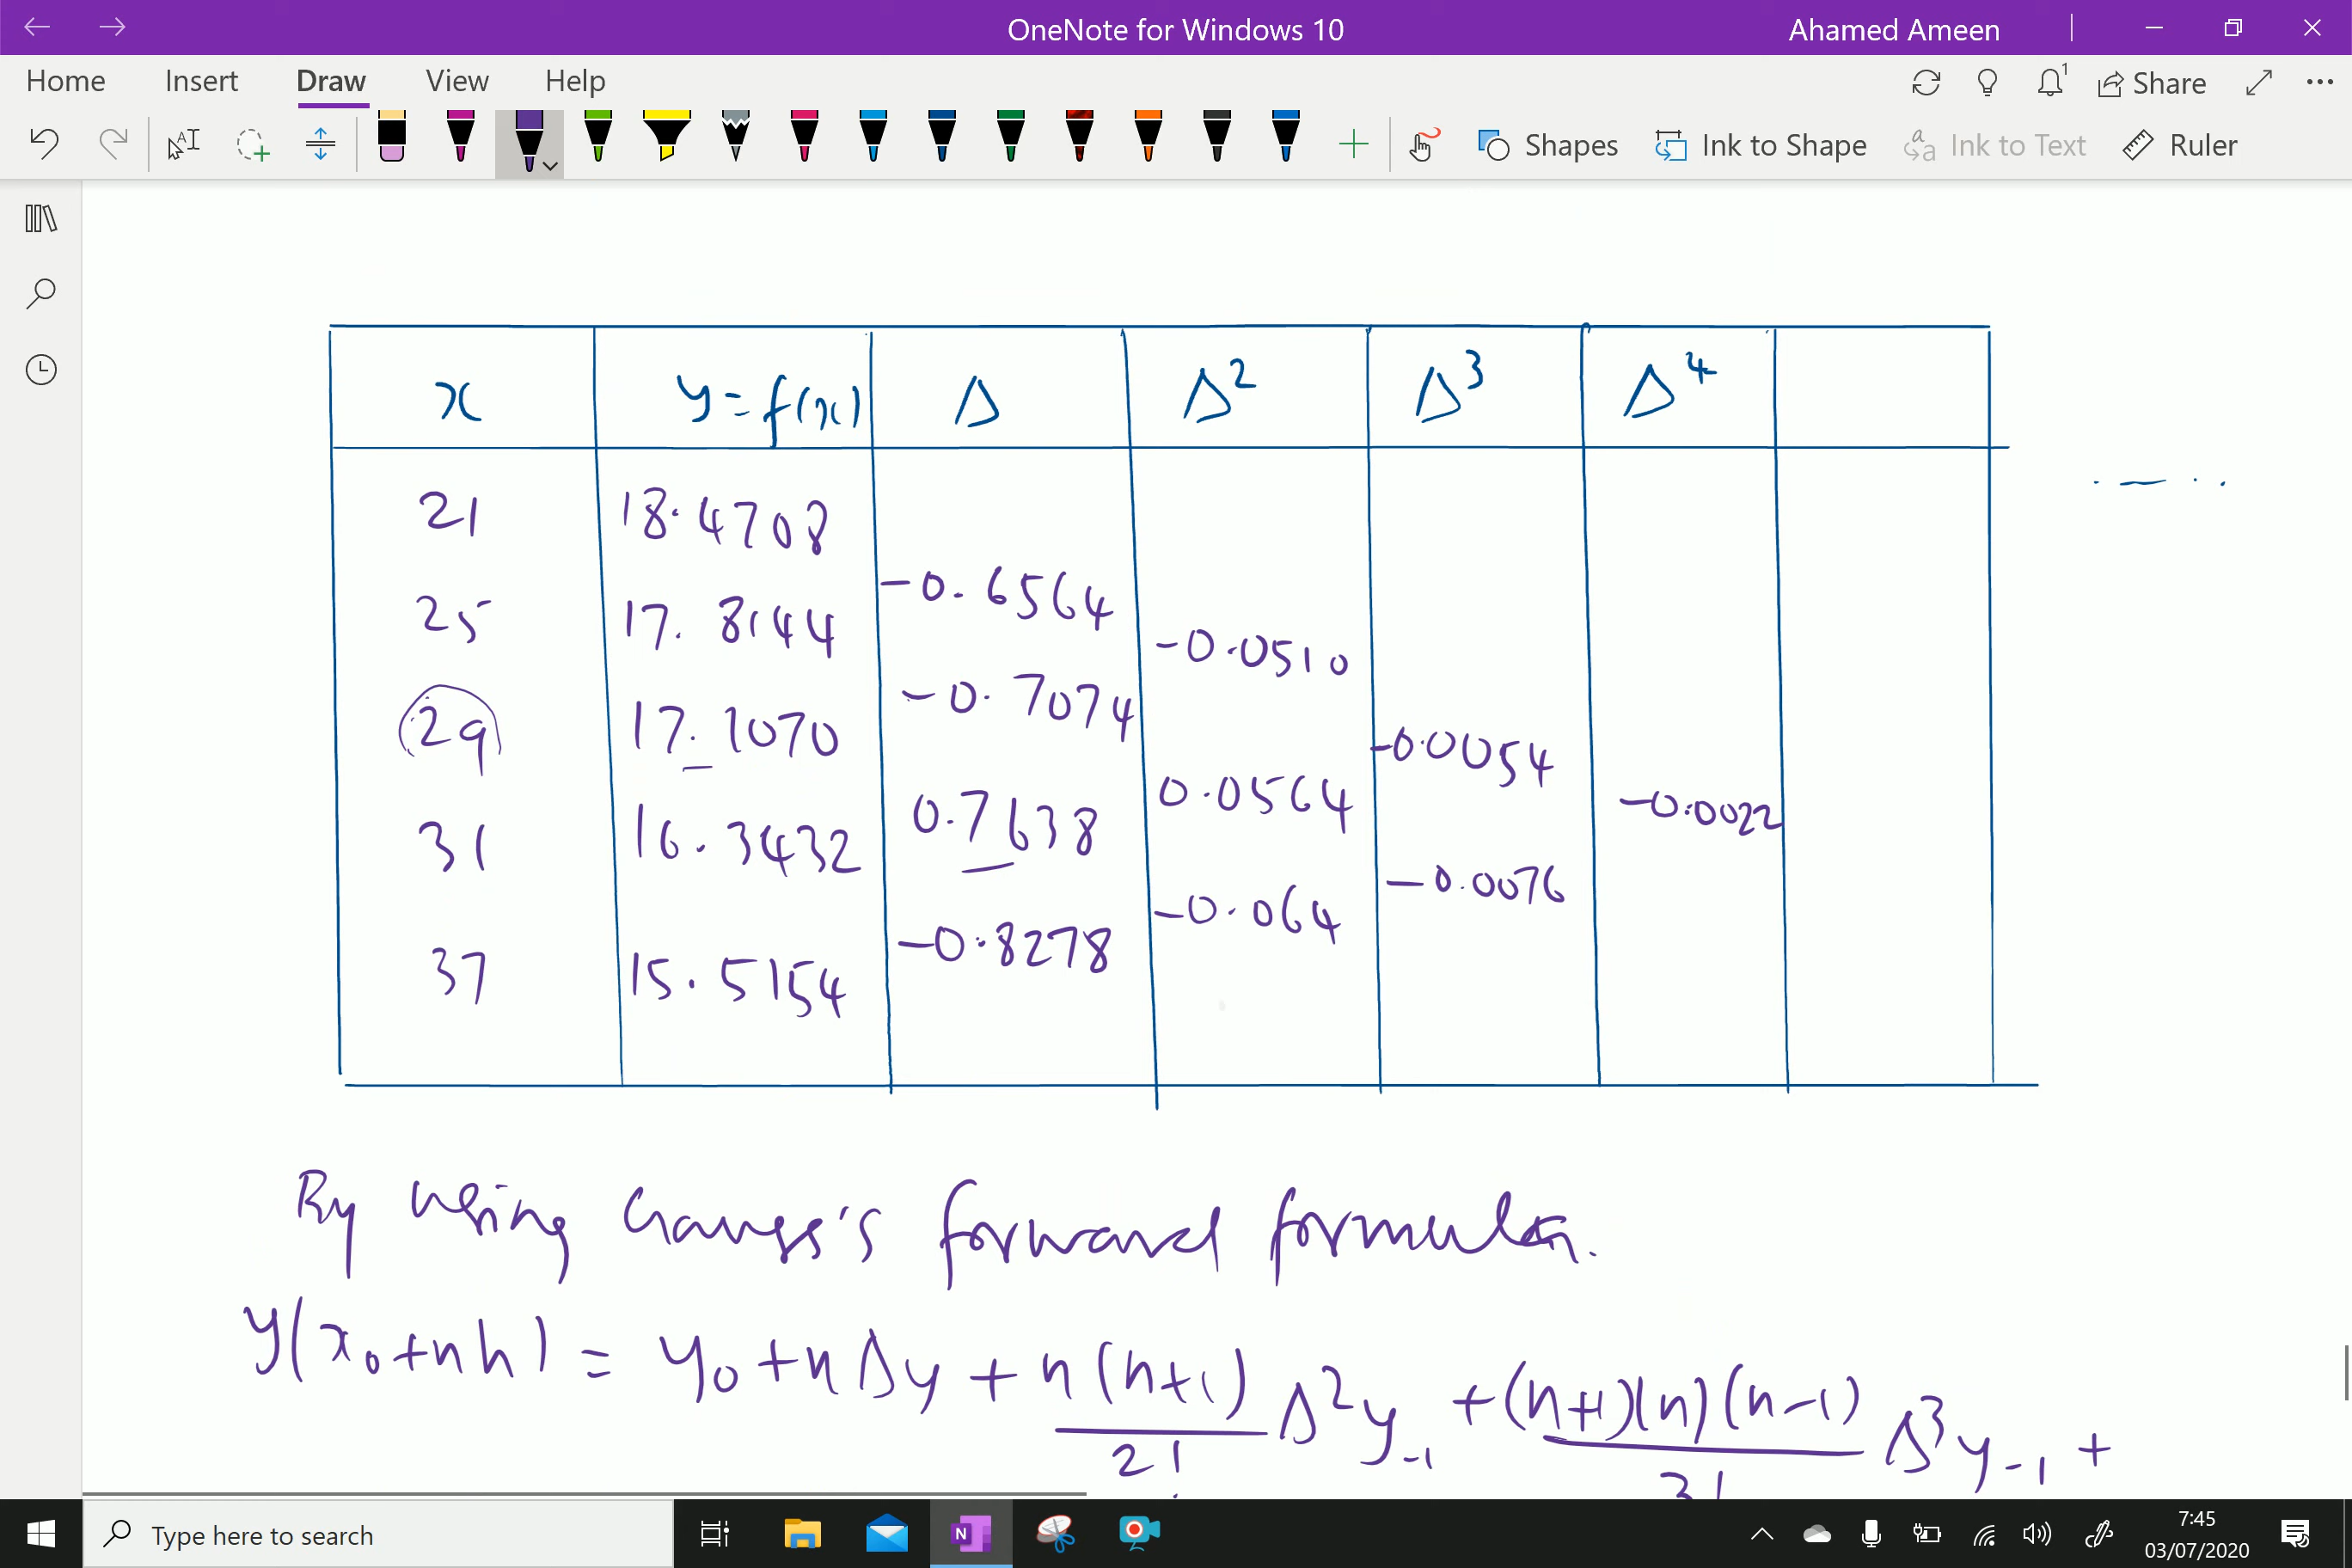 OneNote for Windows 10 Ahamed Ameen
Home Insert Draw View Help 1 Share
Shapes Ink to Shape Ink to Text Ruler
x y=f(x) Δ Δ² Δ³ Δ⁴
21 18.4708
-0.6564
25 17.8144 -0.0510
-0.7074
29 17.1070 -0.0054
0.7638 0.0564 -0.0022
31 16.3432 -0.0076
-0.8278 -0.064
37 15.5154
By using Gauss's forward formula.
y(x₀+nh) = y₀ + nΔy + n(n+1)/2! Δ²y₋₁ + (n+1)(n)(n-1)/3! Δ³y₋₁ +
Type here to search N 7:45
03/07/2020